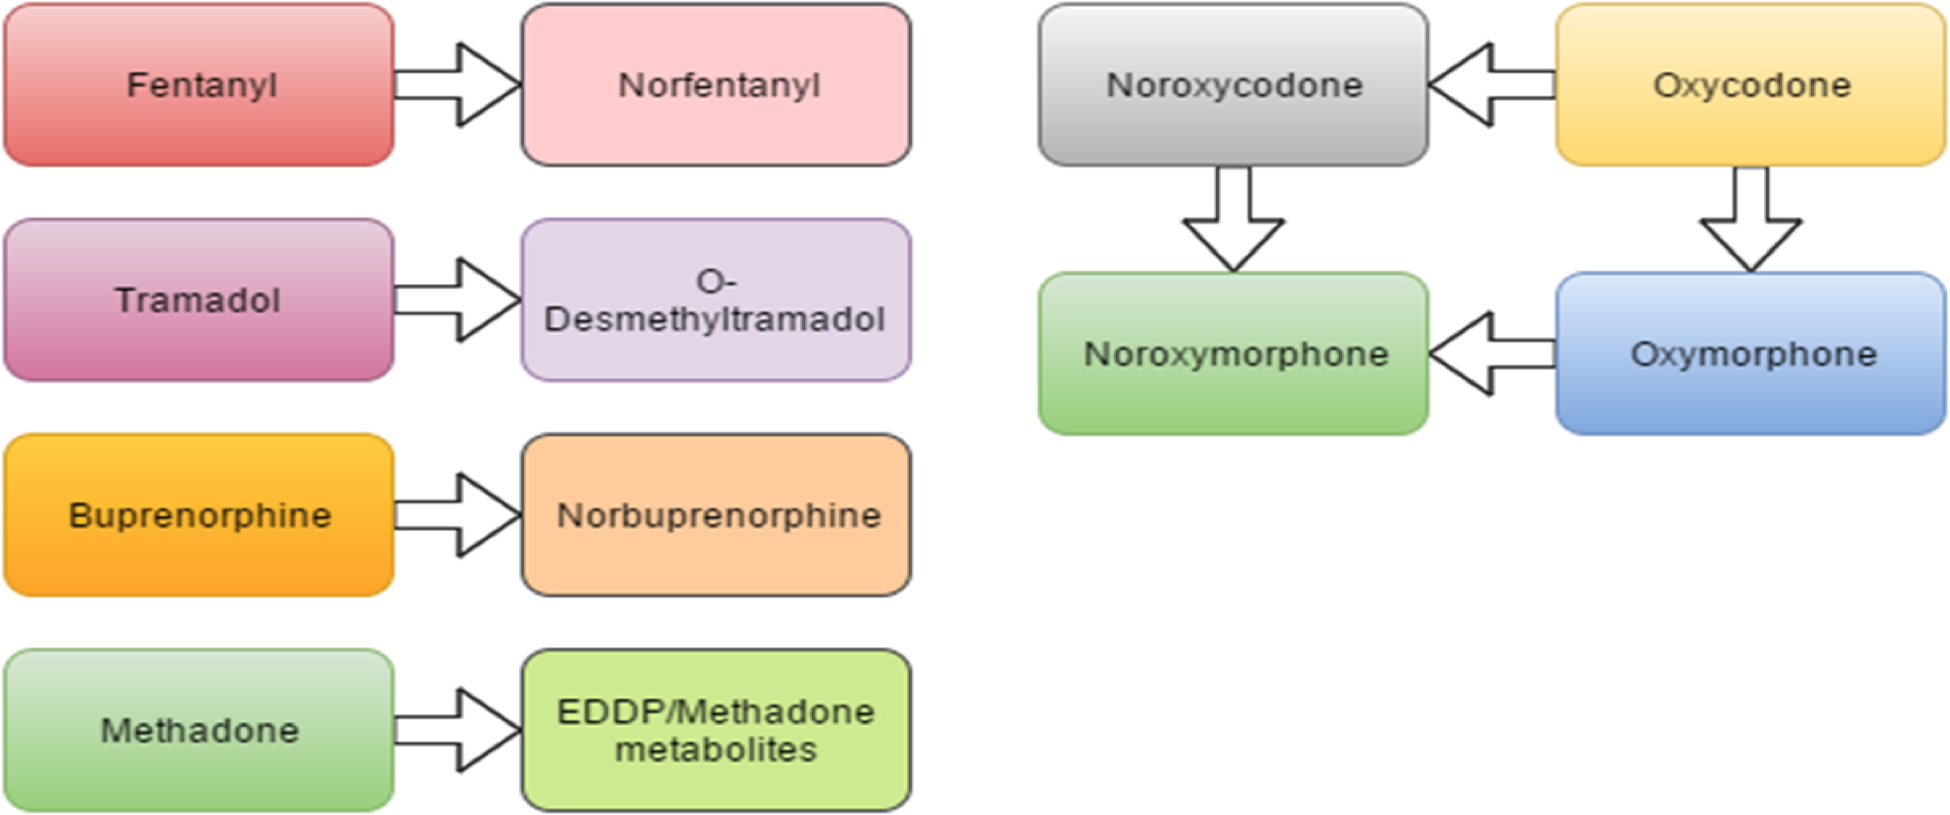 Fentanyl
Norfentanyl
Tramadol
O-
Desmethyltramadol
Buprenorphine
Norbuprenorphine
Methadone
EDDP/Methadone
metabolites
Noroxycodone
Oxycodone
Noroxymorphone
Oxymorphone